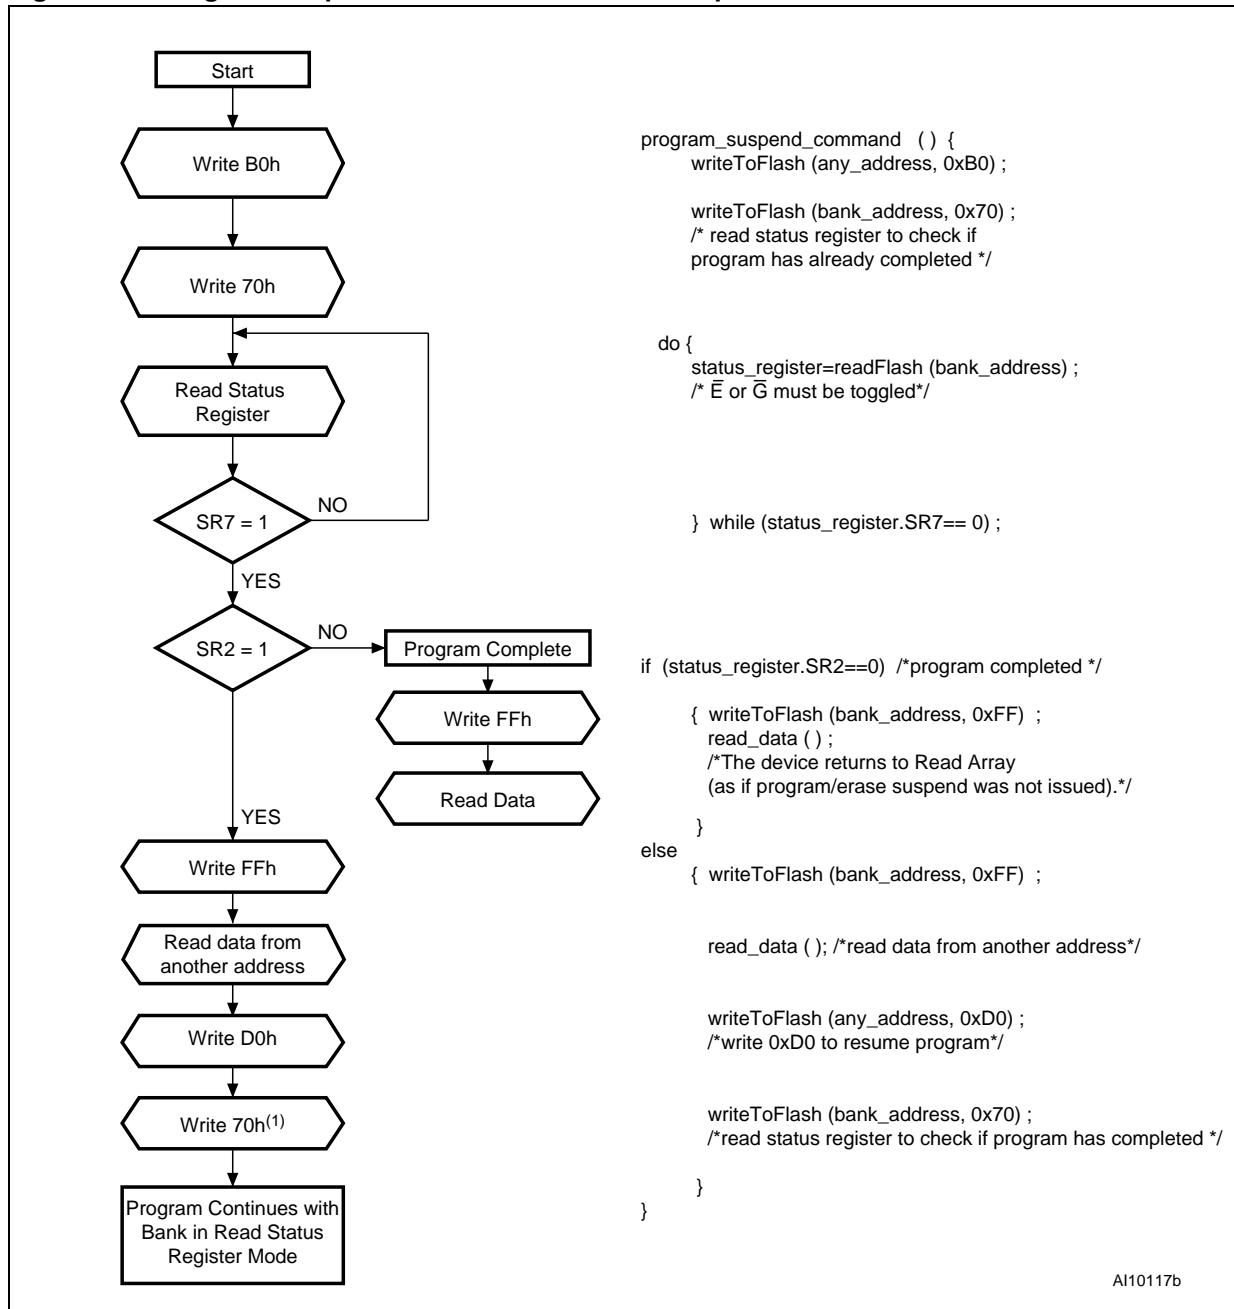 Start
Write B0h
Write 70h
Read Status
Register
SR7 = 1
NO
YES
SR2 = 1
NO
Program Complete
Write FFh
Read Data
YES
Write FFh
Read data from
another address
Write D0h
Write 70h(1)
Program Continues with
Bank in Read Status
Register Mode
program_suspend_command ( ) {
writeToFlash (any_address, 0xB0) ;
writeToFlash (bank_address, 0x70) ;
/* read status register to check if
program has already completed */
do {
status_register=readFlash (bank_address) ;
/* E̅ or G̅ must be toggled*/
} while (status_register.SR7== 0) ;
if (status_register.SR2==0) /*program completed */
{ writeToFlash (bank_address, 0xFF) ;
read_data ( ) ;
/*The device returns to Read Array
(as if program/erase suspend was not issued).*/
}
else
{ writeToFlash (bank_address, 0xFF) ;
read_data ( ); /*read data from another address*/
writeToFlash (any_address, 0xD0) ;
/*write 0xD0 to resume program*/
writeToFlash (bank_address, 0x70) ;
/*read status register to check if program has completed */
}
}
AI10117b